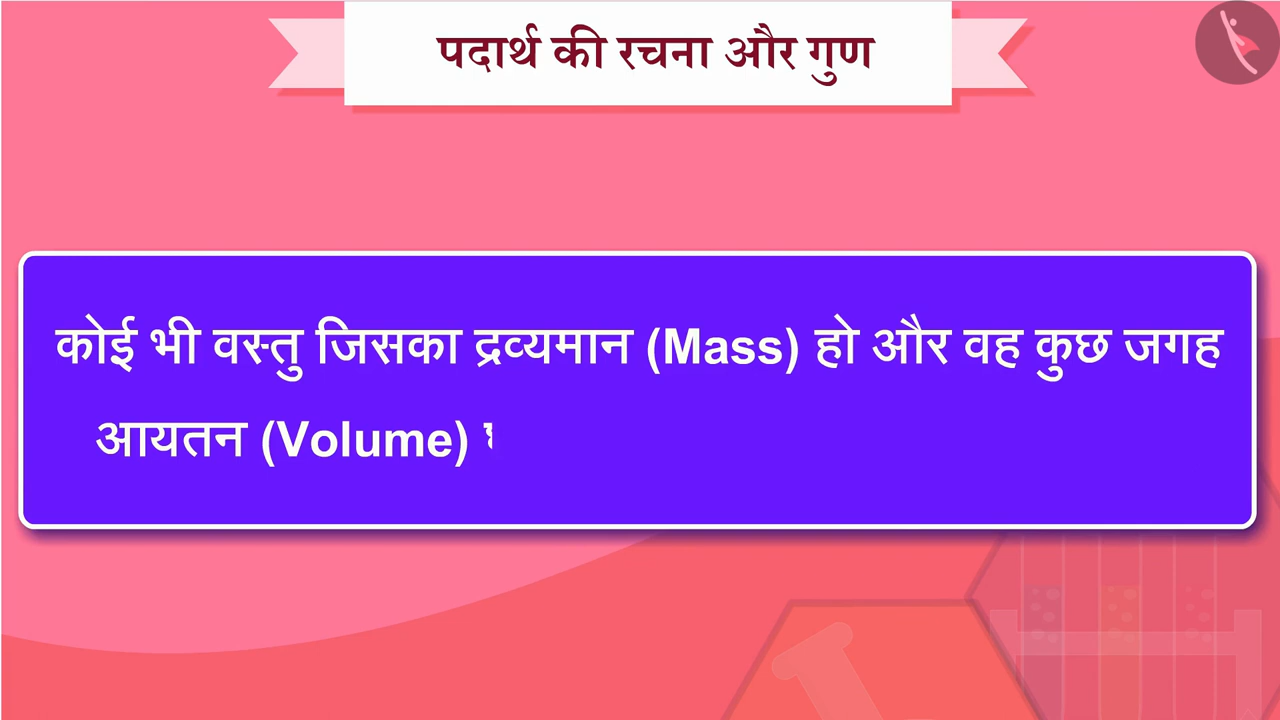 पदार्थ की रचना और गुण
कोई भी वस्तु जिसका द्रव्यमान (Mass) हो और वह कुछ जगह
आयतन (Volume)